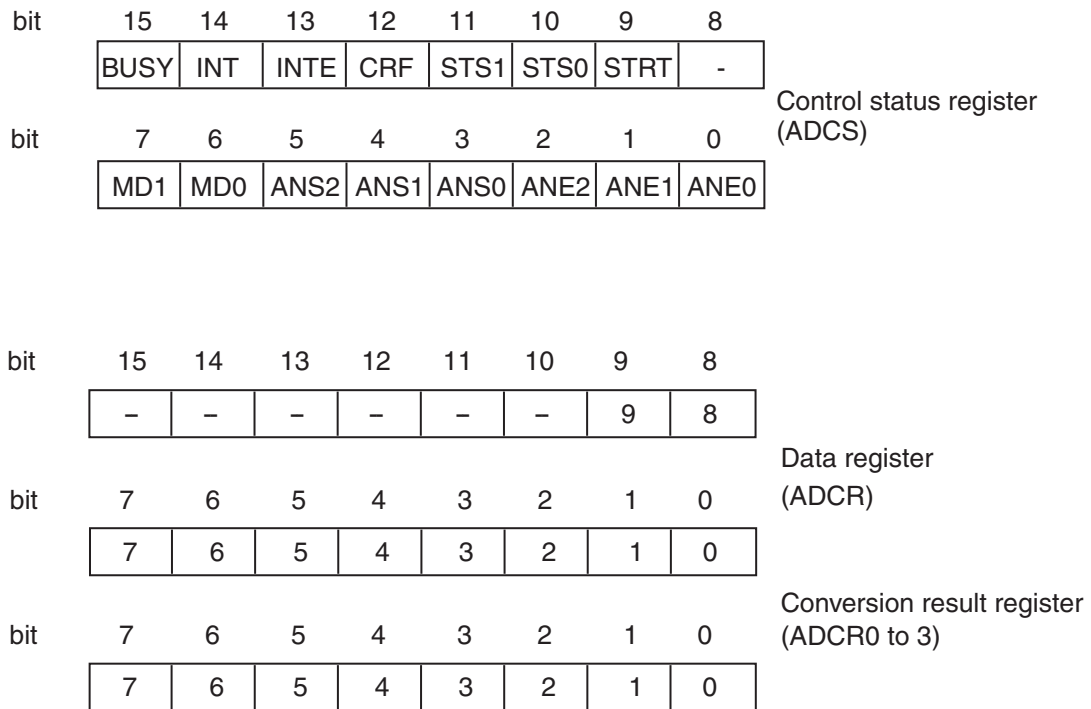 bit 15 14 13 12 11 10 9 8
BUSY INT INTE CRF STS1 STS0 STRT -
Control status register
(ADCS)
bit 7 6 5 4 3 2 1 0
MD1 MD0 ANS2 ANS1 ANS0 ANE2 ANE1 ANE0
bit 15 14 13 12 11 10 9 8
– – – – – – 9 8
Data register
(ADCR)
bit 7 6 5 4 3 2 1 0
7 6 5 4 3 2 1 0
Conversion result register
(ADCR0 to 3)
bit 7 6 5 4 3 2 1 0
7 6 5 4 3 2 1 0